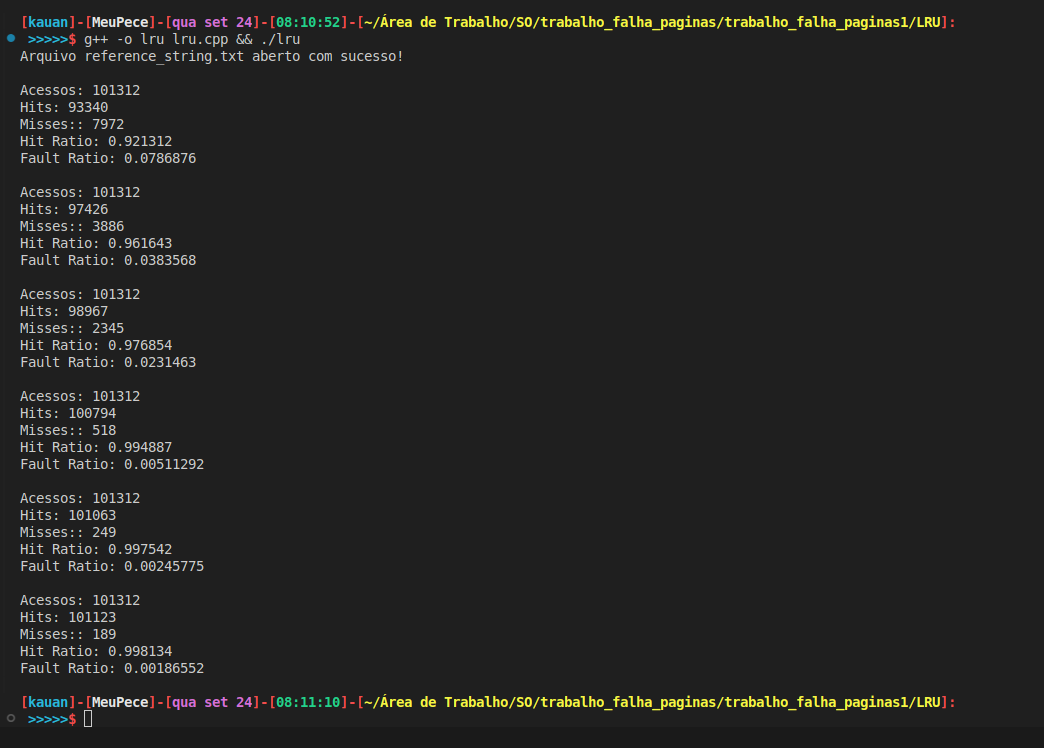 [kauan]-[MeuPece]-[qua set 24]-[08:10:52]-[~/Área de Trabalho/SO/trabalho_falha_paginas/trabalho_falha_paginas1/LRU]:
>>>>>$ g++ -o lru lru.cpp && ./lru
Arquivo reference_string.txt aberto com sucesso!
Acessos: 101312
Hits: 93340
Misses:: 7972
Hit Ratio: 0.921312
Fault Ratio: 0.0786876
Acessos: 101312
Hits: 97426
Misses:: 3886
Hit Ratio: 0.961643
Fault Ratio: 0.0383568
Acessos: 101312
Hits: 98967
Misses:: 2345
Hit Ratio: 0.976854
Fault Ratio: 0.0231463
Acessos: 101312
Hits: 100794
Misses:: 518
Hit Ratio: 0.994887
Fault Ratio: 0.00511292
Acessos: 101312
Hits: 101063
Misses:: 249
Hit Ratio: 0.997542
Fault Ratio: 0.00245775
Acessos: 101312
Hits: 101123
Misses:: 189
Hit Ratio: 0.998134
Fault Ratio: 0.00186552
[kauan]-[MeuPece]-[qua set 24]-[08:11:10]-[~/Área de Trabalho/SO/trabalho_falha_paginas/trabalho_falha_paginas1/LRU]:
>>>>>$